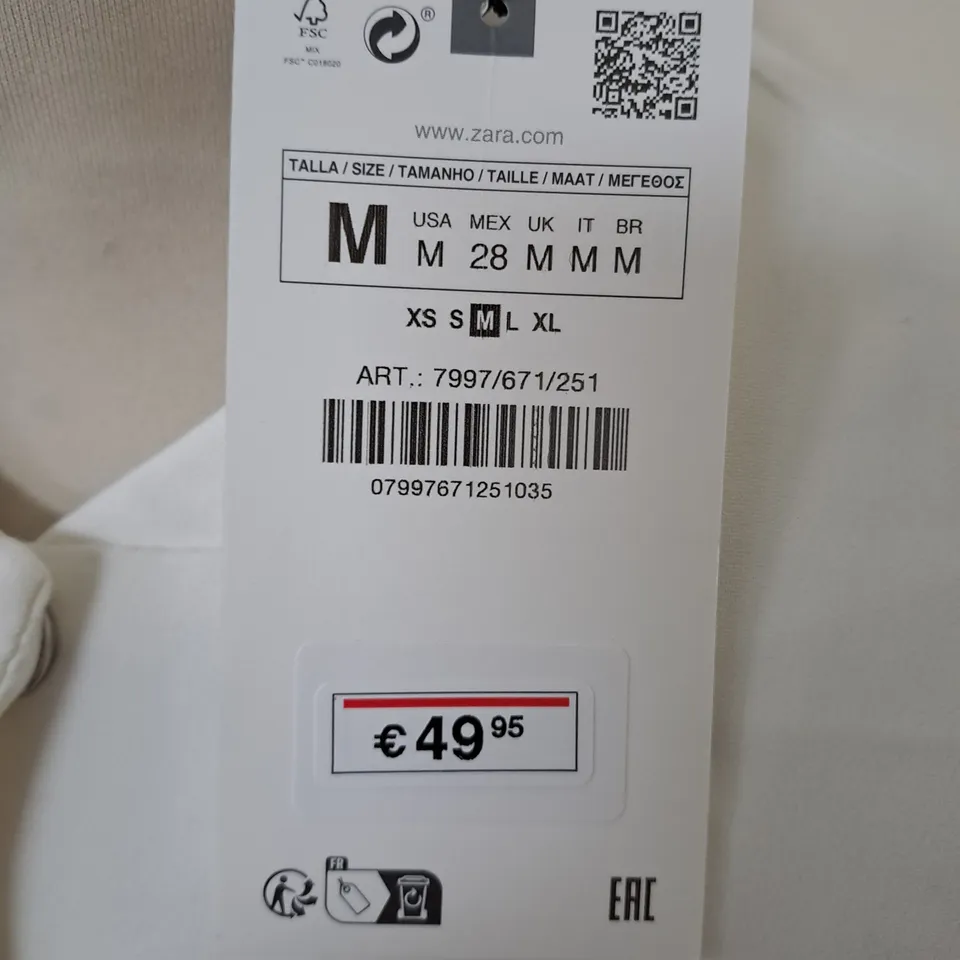 FSC
MIX
FSC™ C018020
®
www.zara.com
TALLA / SIZE / TAMANHO / TAILLE / MAAT / ΜΕΓΕΘΟΣ
M
USA MEX UK IT BR
M 28 M M M
XS S M L XL
ART.: 7997/671/251
07997671251035
€ 49 95
FR
EAC